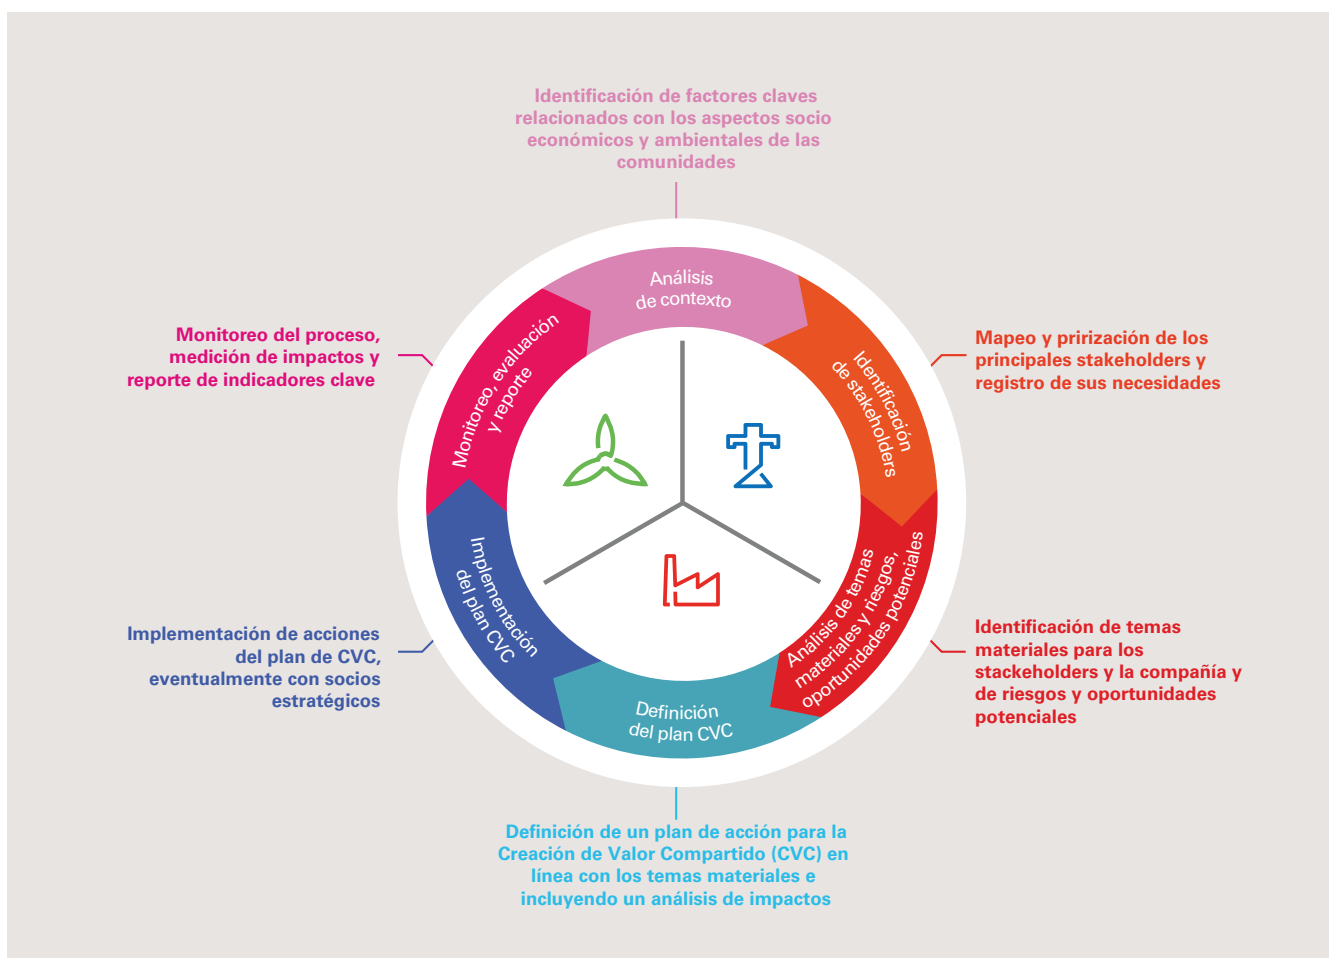 Identificación de factores claves
relacionados con los aspectos socio
económicos y ambientales de las
comunidades
Análisis
de contexto
Mapeo y prirización de los
principales stakeholders y
registro de sus necesidades
Identificación
de stakeholders
Identificación de temas
materiales para los
stackeholders y la compañía y
de riesgos y oportunidades
potenciales
Análisis de temas
materiales y riesgos,
oportunidades potenciales
Definición
del plan CVC
Definición de un plan de acción para la
Creación de Valor Compartido (CVC) en
línea con los temas materiales e
incluyendo un análisis de impactos
Implementación
del plan CVC
Implementación de acciones
del plan de CVC,
eventualmente con socios
estratégicos
Monitoreo, evaluación
y reporte
Monitoreo del proceso,
medición de impactos y
reporte de indicadores clave